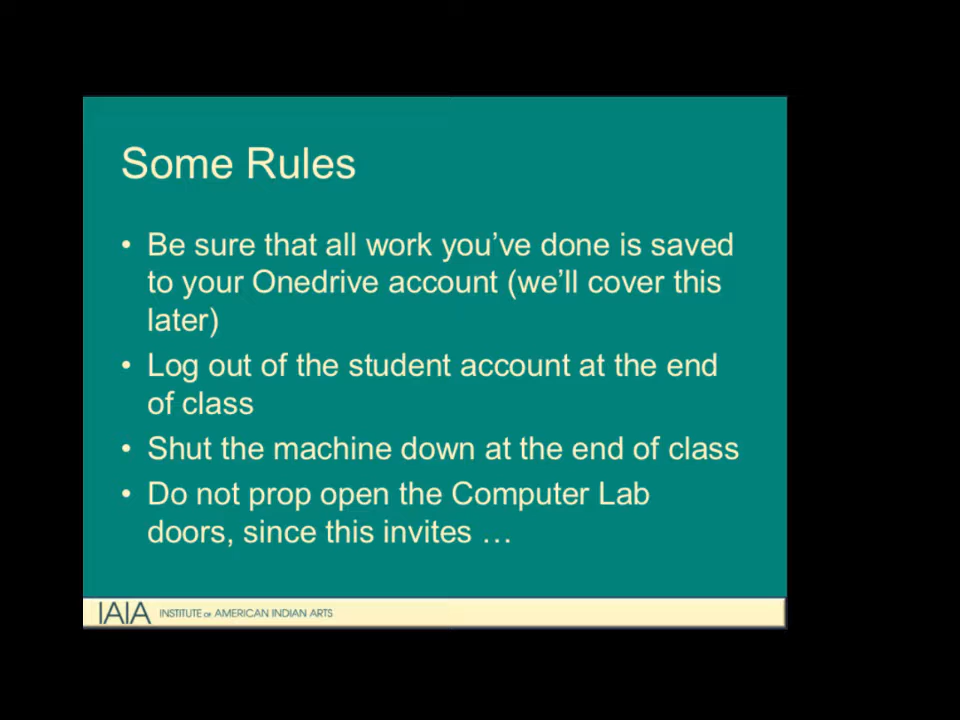 Some Rules
• Be sure that all work you’ve done is saved
to your Onedrive account (we’ll cover this
later)
• Log out of the student account at the end
of class
• Shut the machine down at the end of class
• Do not prop open the Computer Lab
doors, since this invites …
IAIA INSTITUTE OF AMERICAN INDIAN ARTS